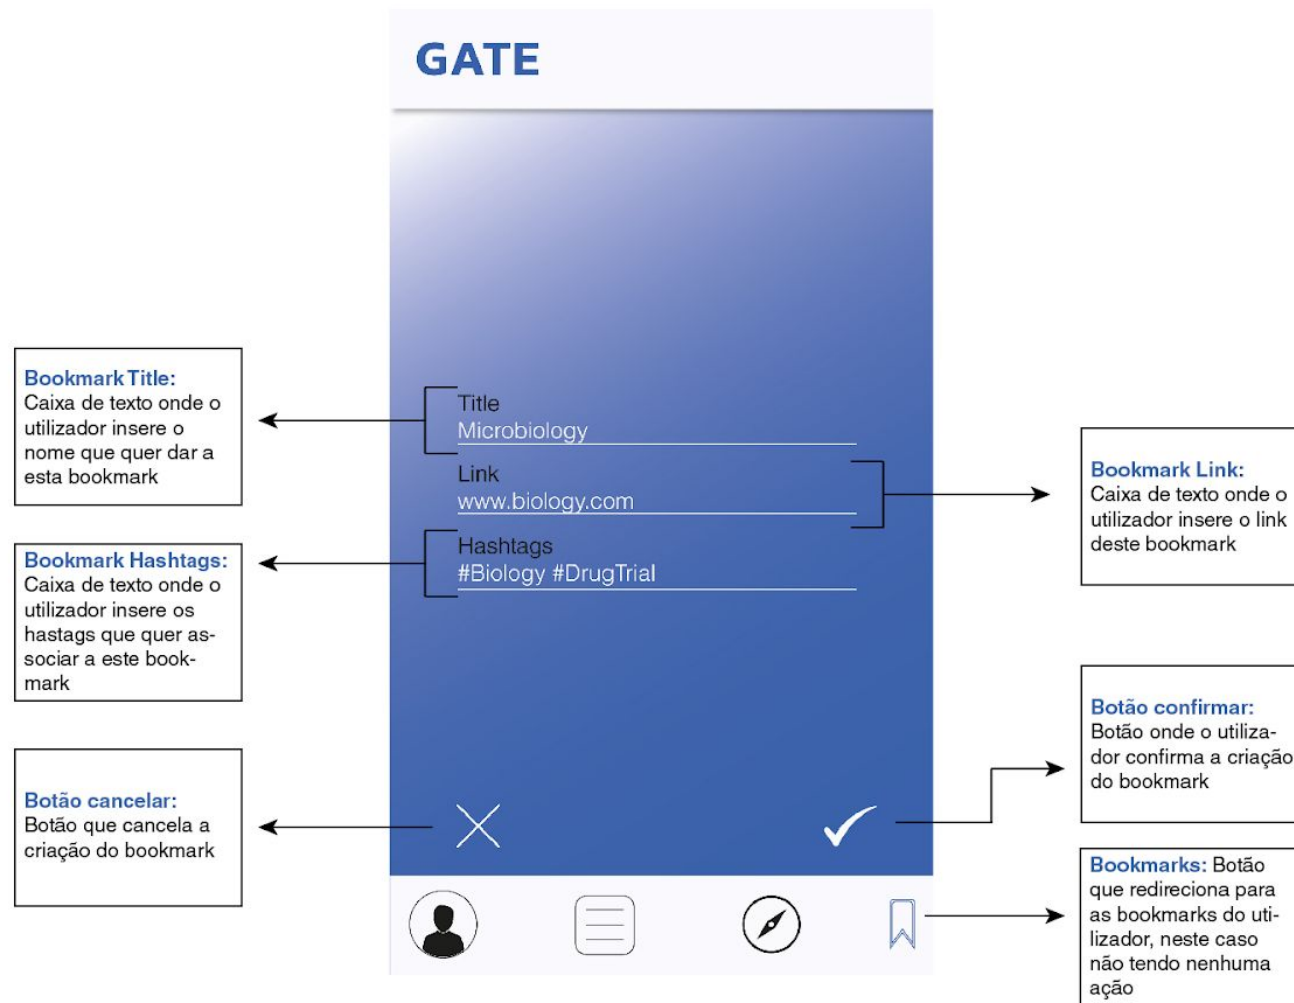 GATE
Bookmark Title:
Caixa de texto onde o
utilizador insere o
nome que quer dar a
esta bookmark
Bookmark Hashtags:
Caixa de texto onde o
utilizador insere os
hastags que quer as-
sociar a este book-
mark
Botão cancelar:
Botão que cancela a
criação do bookmark
Title
Microbiology
Link
www.biology.com
Hashtags
#Biology #DrugTrial
Bookmark Link:
Caixa de texto onde o
utilizador insere o link
deste bookmark
Botão confirmar:
Botão onde o utiliza-
dor confirma a criação
do bookmark
Bookmarks: Botão
que redireciona para
as bookmarks do uti-
lizador, neste caso
não tendo nenhuma
ação